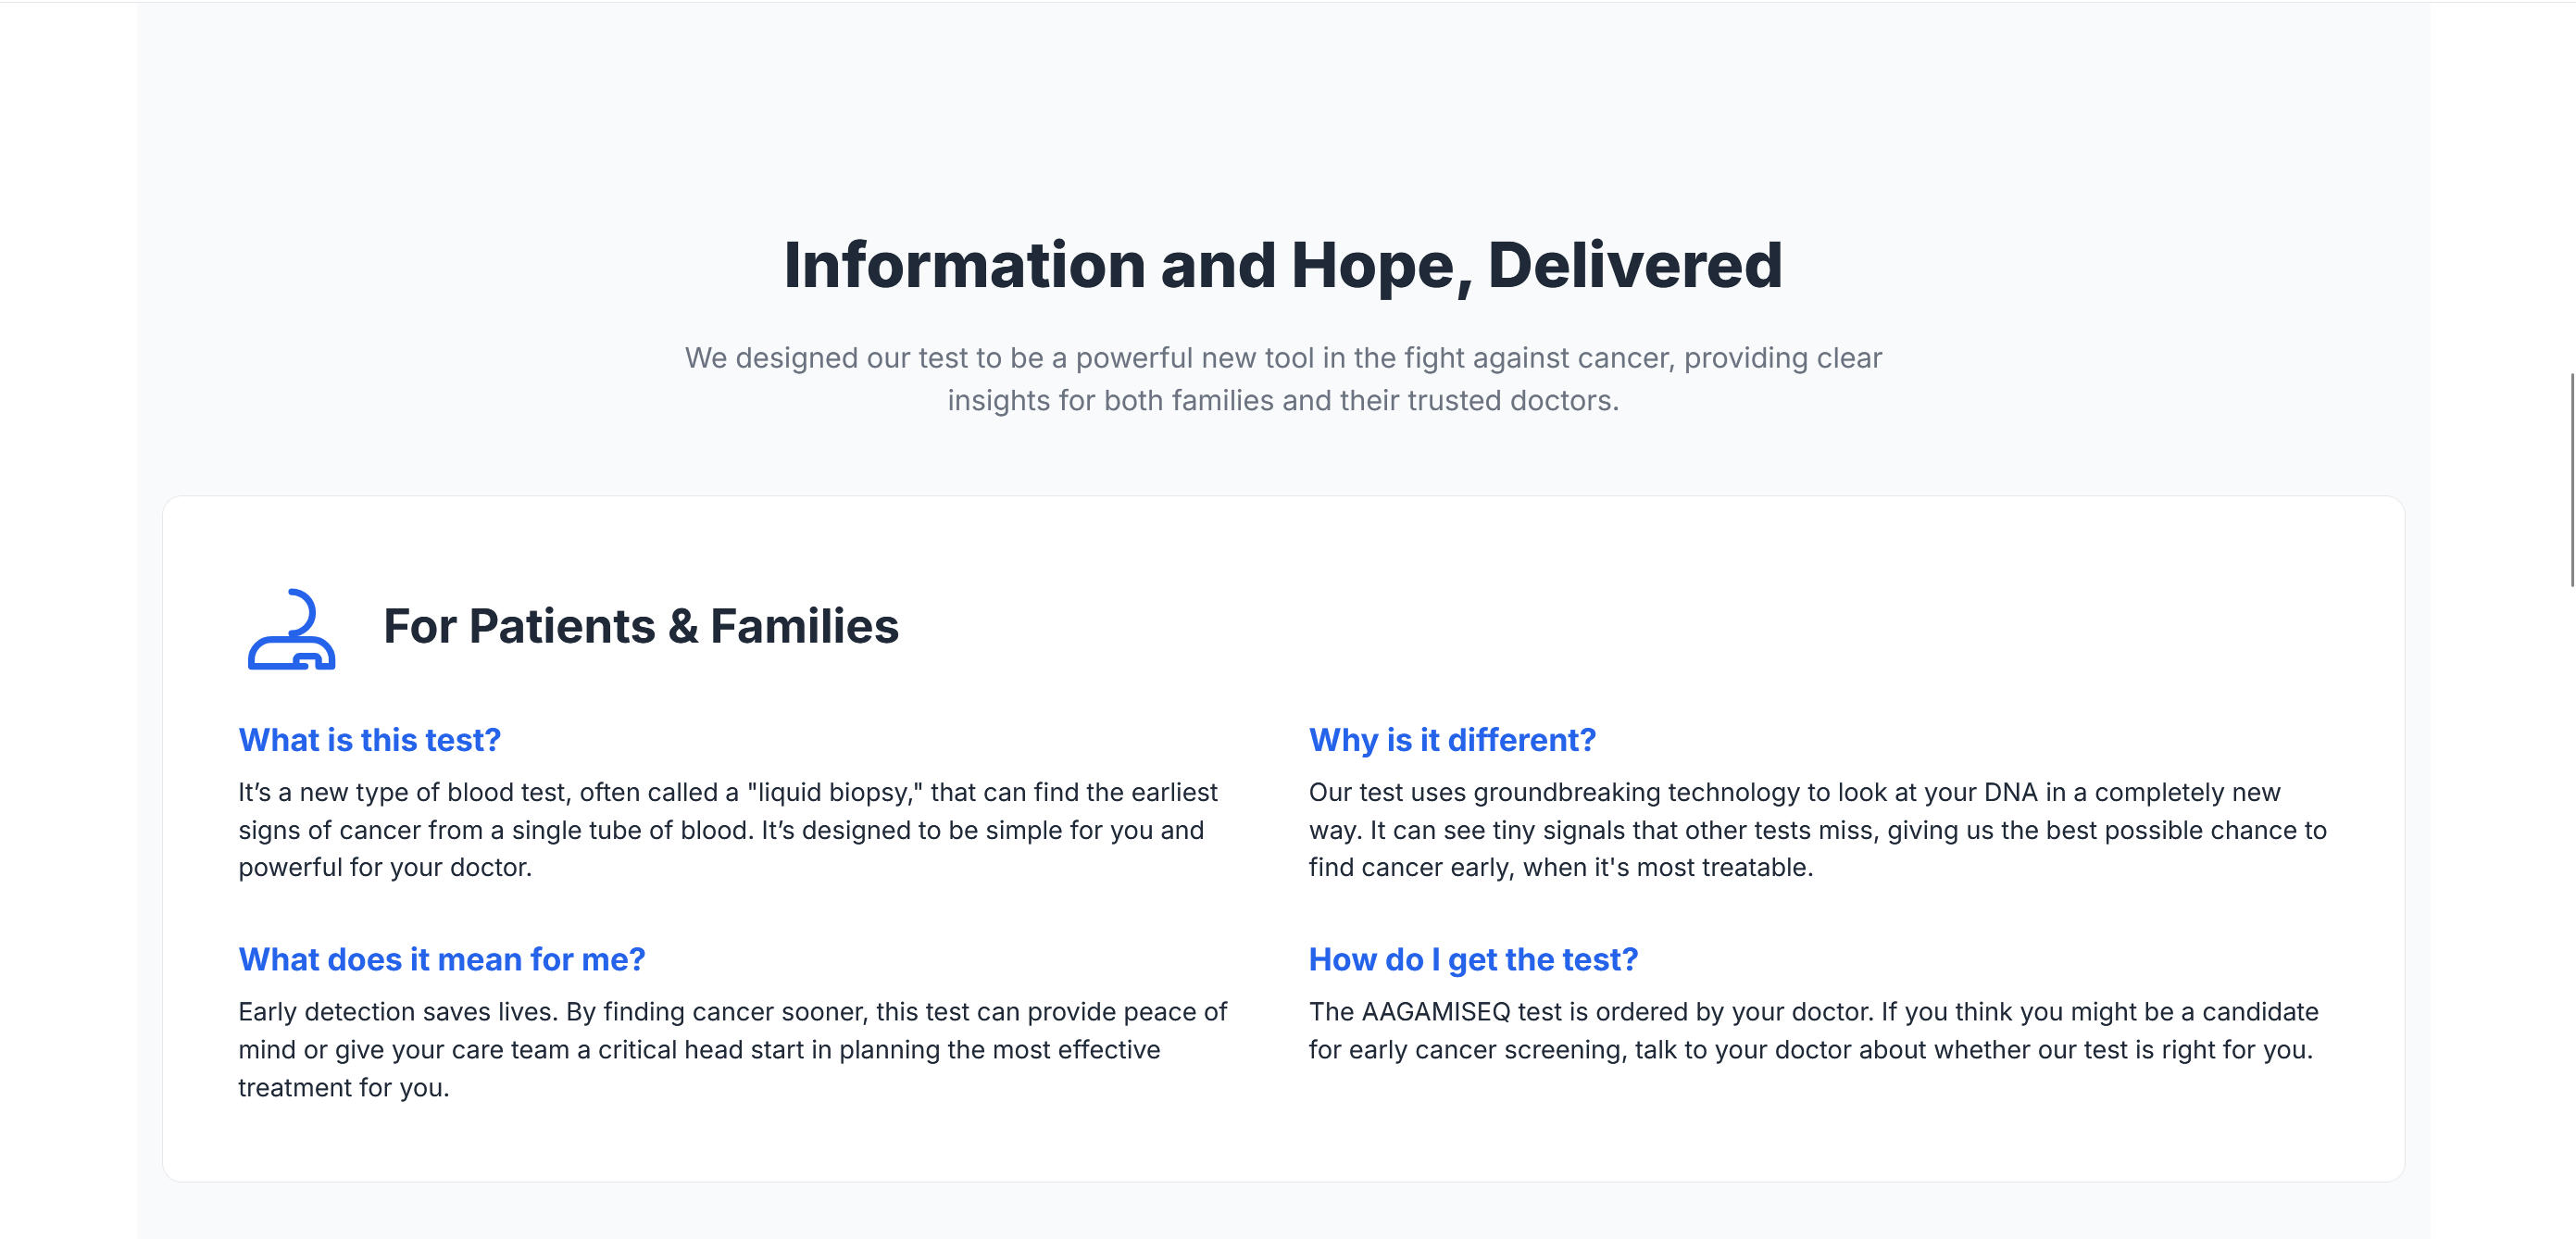 Information and Hope, Delivered
We designed our test to be a powerful new tool in the fight against cancer, providing clear
insights for both families and their trusted doctors.
For Patients & Families
What is this test?
It’s a new type of blood test, often called a "liquid biopsy," that can find the earliest
signs of cancer from a single tube of blood. It’s designed to be simple for you and
powerful for your doctor.
Why is it different?
Our test uses groundbreaking technology to look at your DNA in a completely new
way. It can see tiny signals that other tests miss, giving us the best possible chance to
find cancer early, when it's most treatable.
What does it mean for me?
Early detection saves lives. By finding cancer sooner, this test can provide peace of
mind or give your care team a critical head start in planning the most effective
treatment for you.
How do I get the test?
The AAGAMISEQ test is ordered by your doctor. If you think you might be a candidate
for early cancer screening, talk to your doctor about whether our test is right for you.